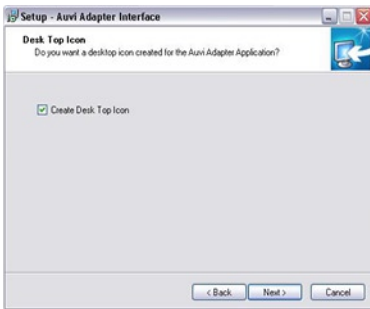 Setup - Auvi Adapter Interface
Desk Top Icon
Do you want a desktop icon created for the Auvi Adapter Application?
Create Desk Top Icon
< Back Next > Cancel